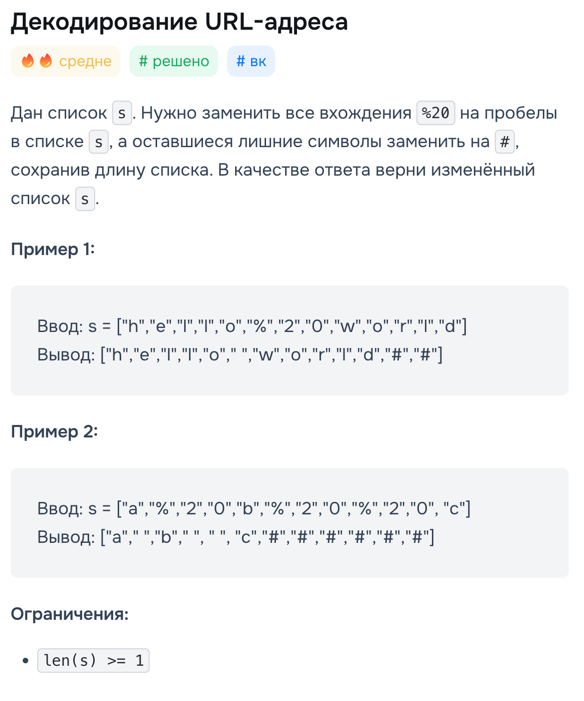 Декодирование URL-адреса
🔥🔥 средне # решено # вк
Дан список s. Нужно заменить все вхождения %20 на пробелы
в списке s, а оставшиеся лишние символы заменить на #,
сохранив длину списка. В качестве ответа верни изменённый
список s.
Пример 1:
Ввод: s = ["h","e","l","l","o","%","2","0","w","o","r","l","d"]
Вывод: ["h","e","l","l","o"," ","w","o","r","l","d","#","#"]
Пример 2:
Ввод: s = ["a","%","2","0","b","%","2","0","%","2","0", "c"]
Вывод: ["a"," ","b"," ", " ", "c","#","#","#","#","#","#"]
Ограничения:
• len(s) >= 1